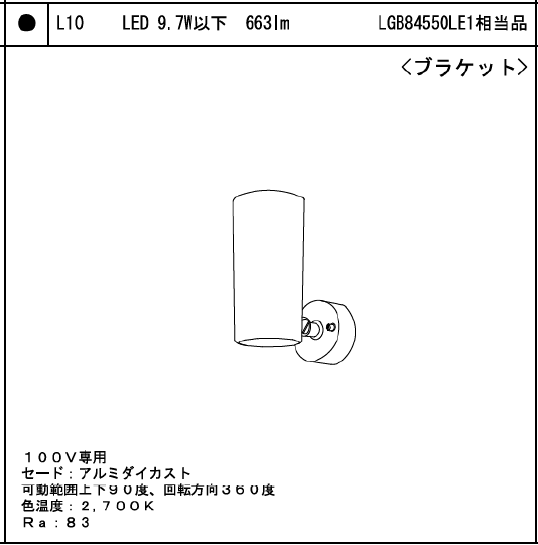 ● L10 LED 9.7W以下 663lm LGB84550LE1相当品
<ブラケット>
100V専用
セード：アルミダイカスト
可動範囲上下90度、回転方向360度
色温度：2,700K
Ra：83